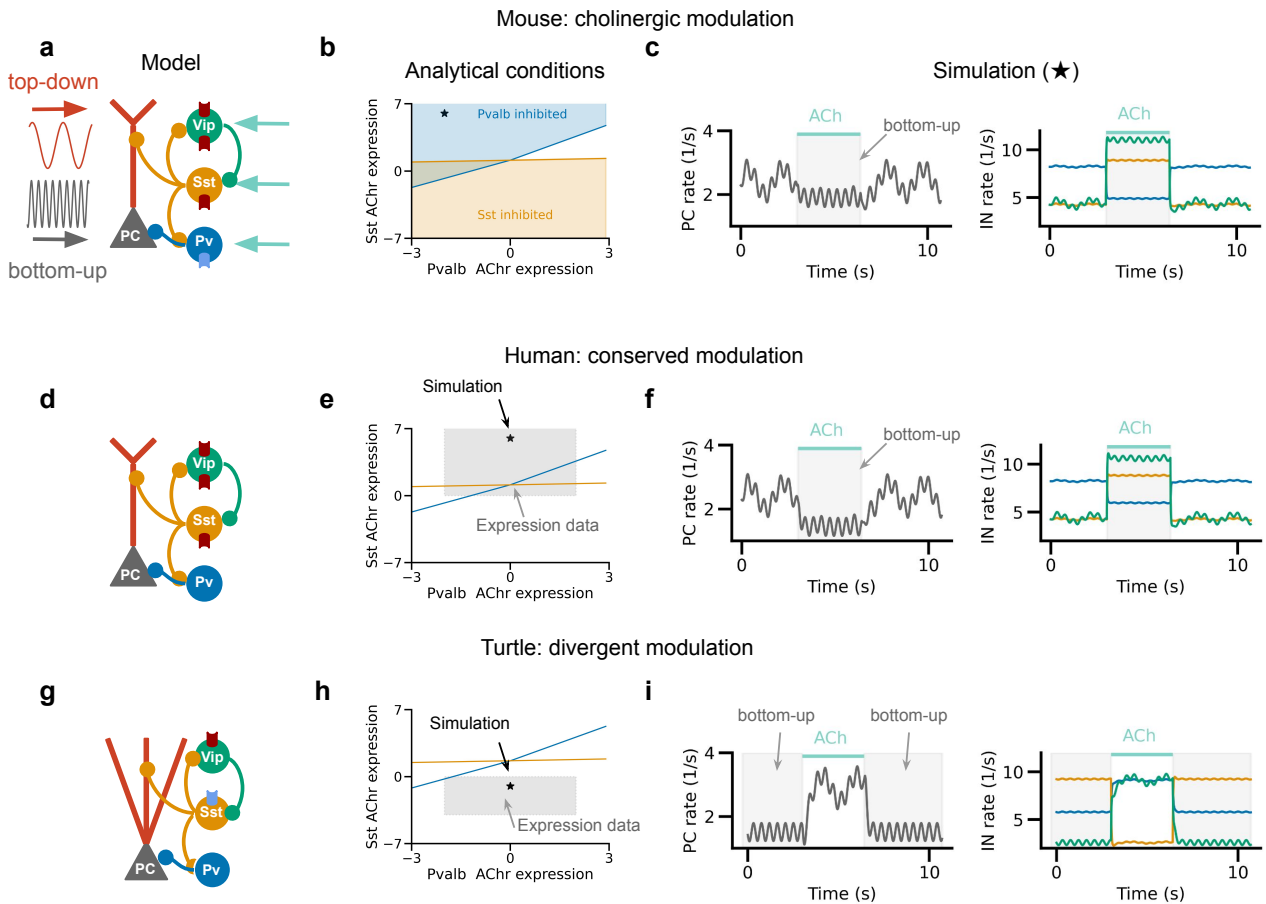 Mouse: cholinergic modulation
a
Model
top-down
bottom-up
Vip
Sst
PC
Pv
b
Analytical conditions
Sst AChr expression
7
0
−7
Pvalb inhibited
Sst inhibited
−3
0
3
Pvalb AChr expression
c
Simulation (★)
PC rate (1/s)
4
2
ACh
bottom-up
0
10
Time (s)
IN rate (1/s)
10
5
ACh
0
10
Time (s)
Human: conserved modulation
d
Vip
Sst
PC
Pv
e
Simulation
Sst AChr expression
7
0
−7
Expression data
−3
0
3
Pvalb AChr expression
f
PC rate (1/s)
4
2
ACh
bottom-up
0
10
Time (s)
IN rate (1/s)
10
5
ACh
0
10
Time (s)
Turtle: divergent modulation
g
Vip
Sst
PC
Pv
h
Simulation
Sst AChr expression
7
0
−7
Expression data
−3
0
3
Pvalb AChr expression
i
bottom-up
bottom-up
ACh
PC rate (1/s)
4
2
0
10
Time (s)
IN rate (1/s)
10
5
ACh
0
10
Time (s)